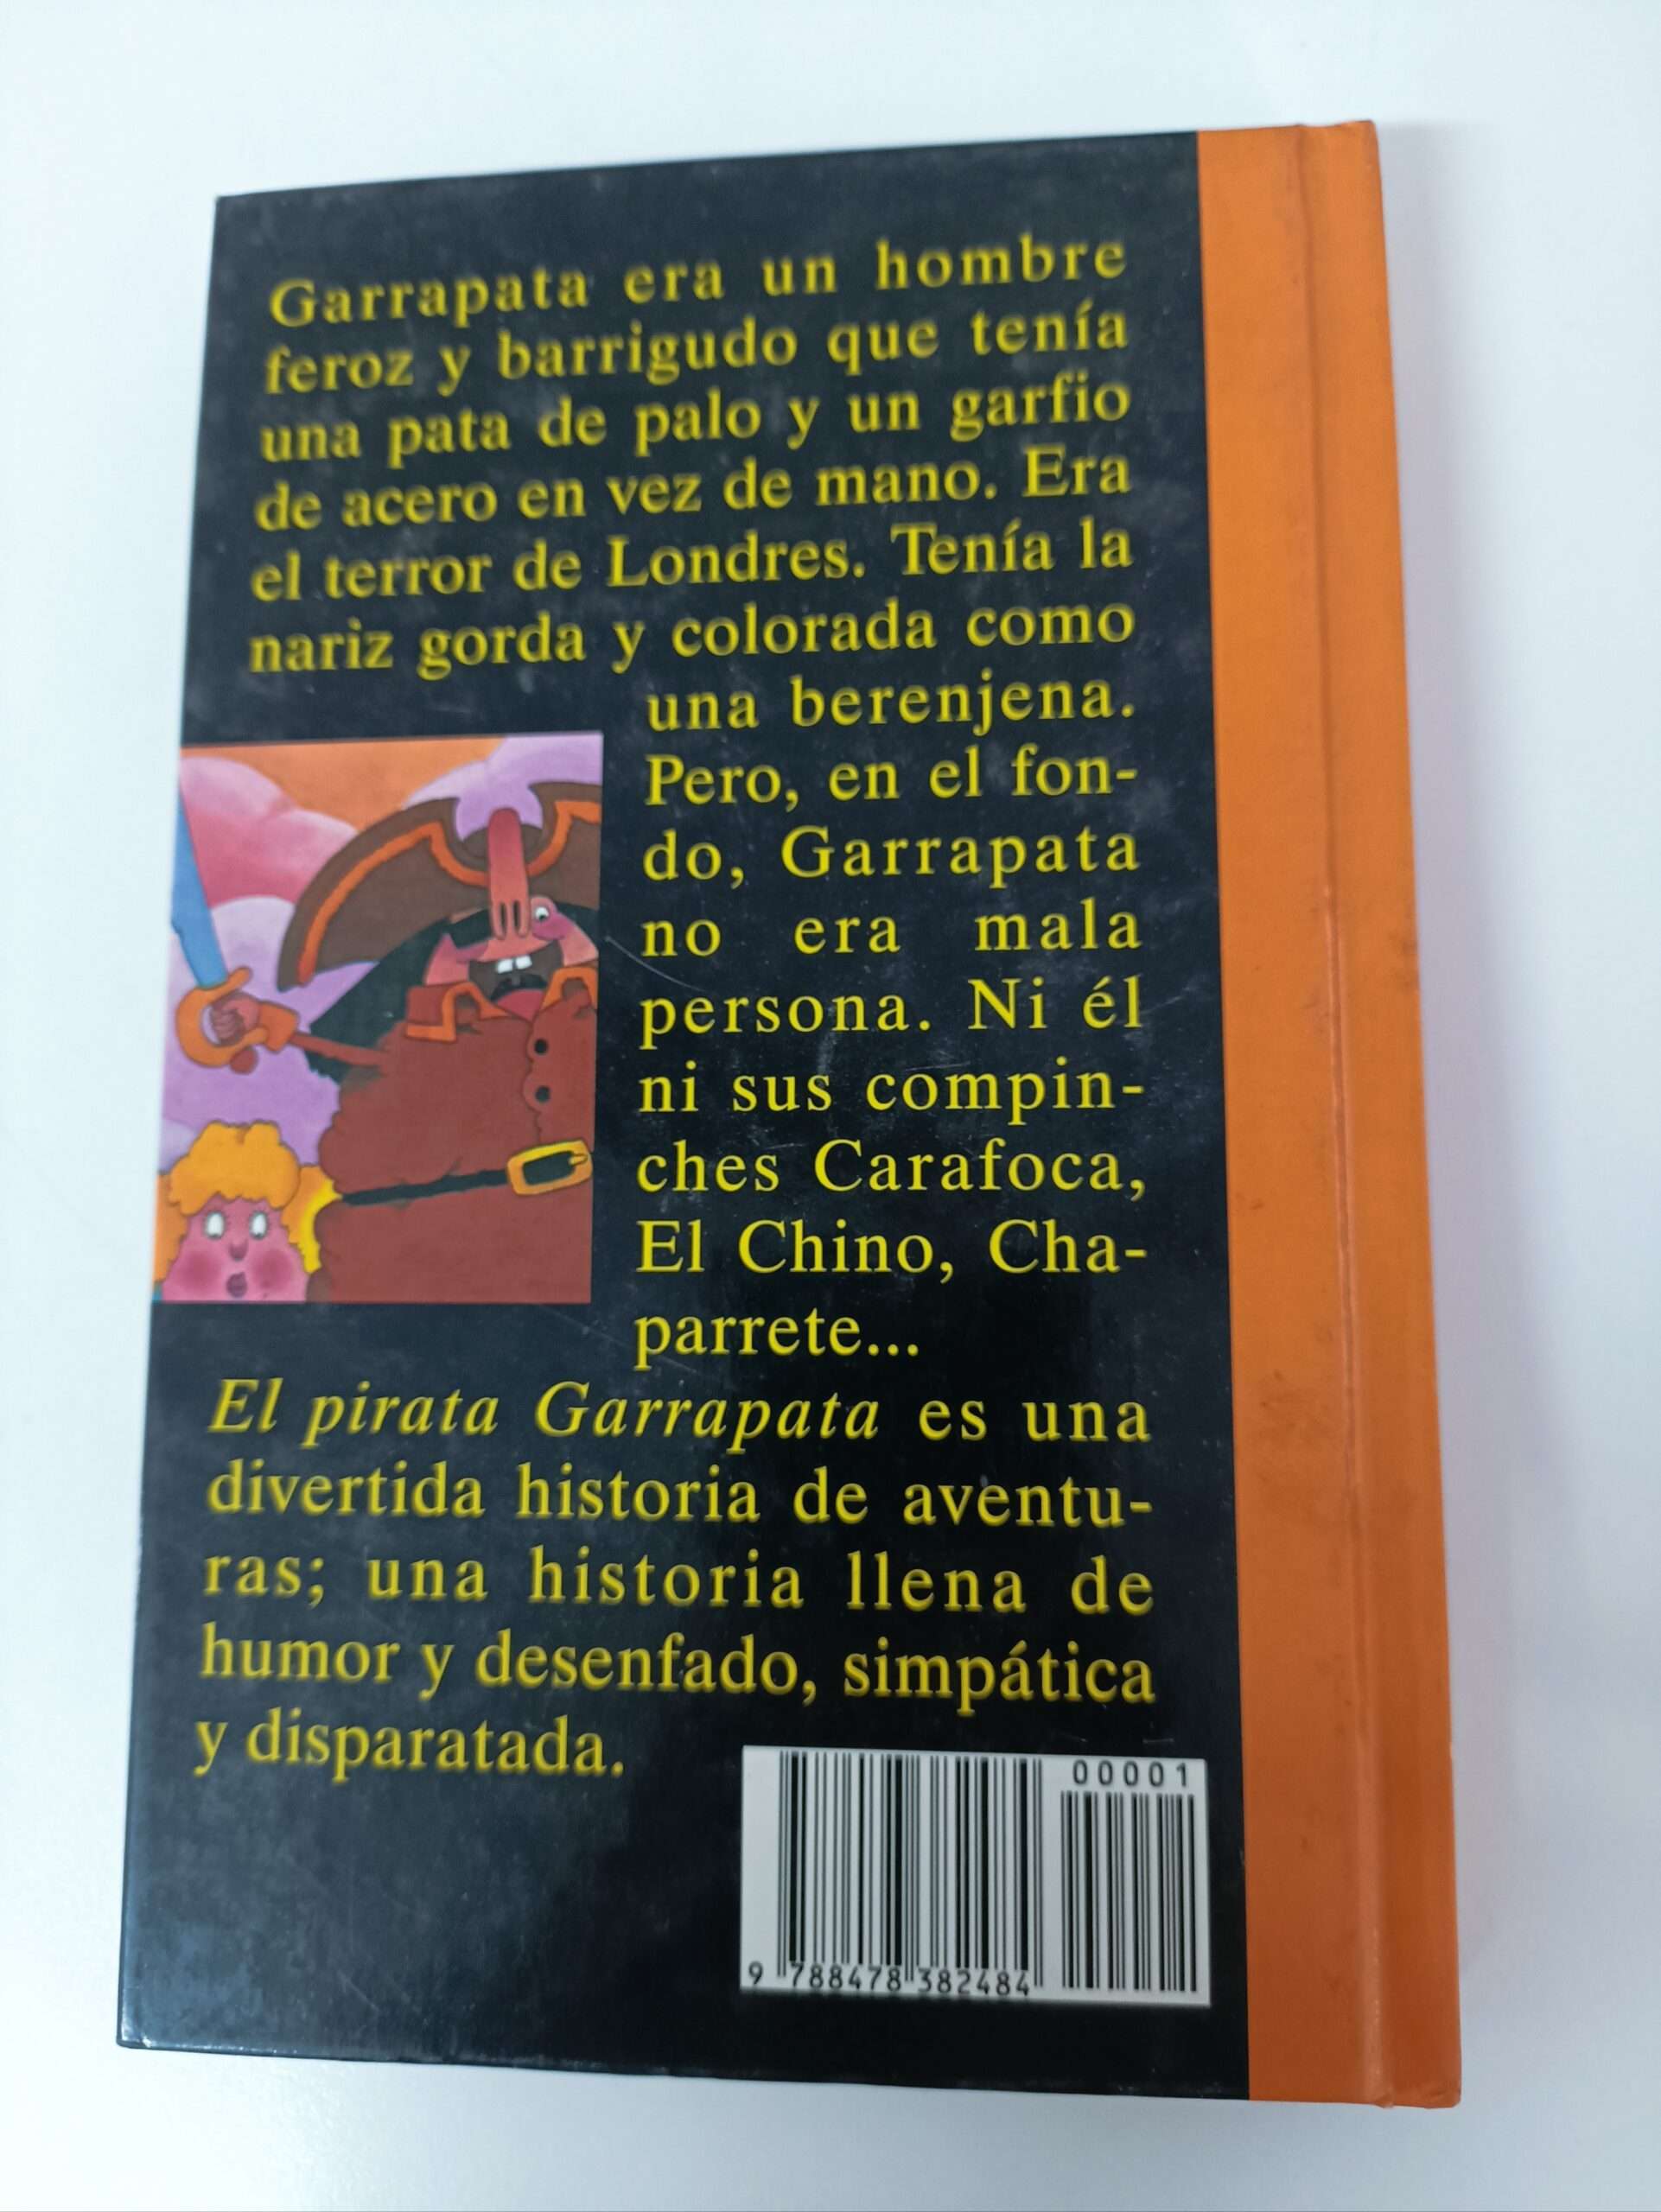 Garrapata era un hombre
feroz y barrigudo que tenía
una pata de palo y un garfio
de acero en vez de mano. Era
el terror de Londres. Tenía la
nariz gorda y colorada como
una berenjena.
Pero, en el fon-
do, Garrapata
no era mala
persona. Ni él
ni sus compin-
ches Carafoca,
El Chino, Cha-
parrete...
El pirata Garrapata es una
divertida historia de aventu-
ras; una historia llena de
humor y desenfado, simpática
y disparatada.
00001
9 788478 382484